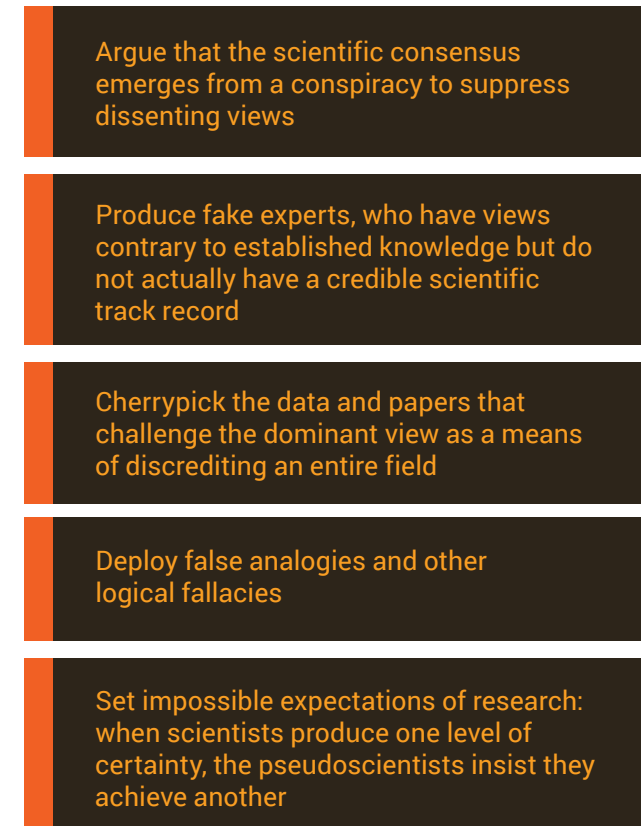 Argue that the scientific consensus
emerges from a conspiracy to suppress
dissenting views
Produce fake experts, who have views
contrary to established knowledge but do
not actually have a credible scientific
track record
Cherrypick the data and papers that
challenge the dominant view as a means
of discrediting an entire field
Deploy false analogies and other
logical fallacies
Set impossible expectations of research:
when scientists produce one level of
certainty, the pseudoscientists insist they
achieve another